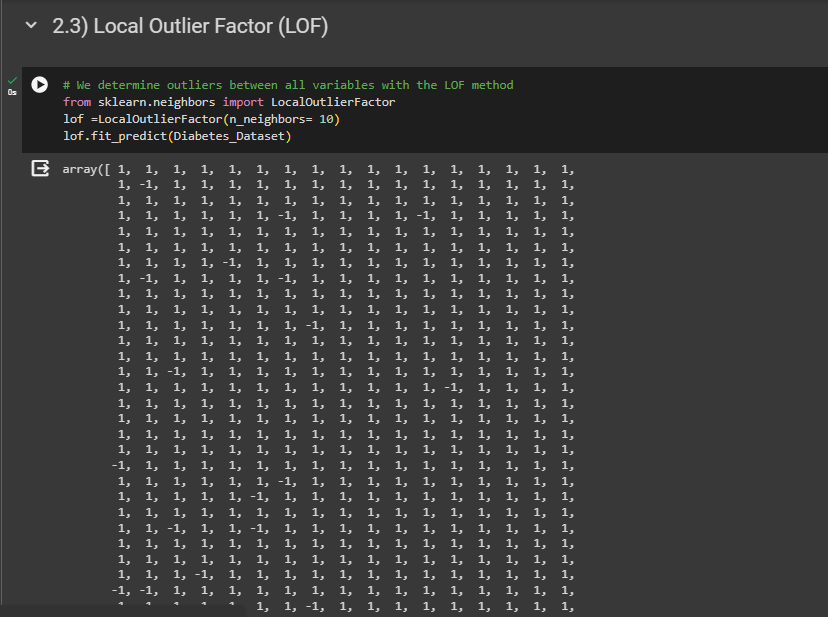 2.3) Local Outlier Factor (LOF)
0s
# We determine outliers between all variables with the LOF method
from sklearn.neighbors import LocalOutlierFactor
lof =LocalOutlierFactor(n_neighbors= 10)
lof.fit_predict(Diabetes_Dataset)
array([ 1,  1,  1,  1,  1,  1,  1,  1,  1,  1,  1,  1,  1,  1,  1,  1,  1,
1, -1,  1,  1,  1,  1,  1,  1,  1,  1,  1,  1,  1,  1,  1,  1,  1,
1,  1,  1,  1,  1,  1,  1,  1,  1,  1,  1,  1,  1,  1,  1,  1,  1,
1,  1,  1,  1,  1,  1, -1,  1,  1,  1,  1, -1,  1,  1,  1,  1,  1,
1,  1,  1,  1,  1,  1,  1,  1,  1,  1,  1,  1,  1,  1,  1,  1,  1,
1,  1,  1,  1,  1,  1,  1,  1,  1,  1,  1,  1,  1,  1,  1,  1,  1,
1,  1,  1,  1, -1,  1,  1,  1,  1,  1,  1,  1,  1,  1,  1,  1,  1,
1, -1,  1,  1,  1,  1, -1,  1,  1,  1,  1,  1,  1,  1,  1,  1,  1,
1,  1,  1,  1,  1,  1,  1,  1,  1,  1,  1,  1,  1,  1,  1,  1,  1,
1,  1,  1,  1,  1,  1,  1,  1,  1,  1,  1,  1,  1,  1,  1,  1,  1,
1,  1,  1,  1,  1,  1,  1, -1,  1,  1,  1,  1,  1,  1,  1,  1,  1,
1,  1,  1,  1,  1,  1,  1,  1,  1,  1,  1,  1,  1,  1,  1,  1,  1,
1,  1,  1,  1,  1,  1,  1,  1,  1,  1,  1,  1,  1,  1,  1,  1,  1,
1,  1, -1,  1,  1,  1,  1,  1,  1,  1,  1,  1,  1,  1,  1,  1,  1,
1,  1,  1,  1,  1,  1,  1,  1,  1,  1,  1,  1, -1,  1,  1,  1,  1,
1,  1,  1,  1,  1,  1,  1,  1,  1,  1,  1,  1,  1,  1,  1,  1,  1,
1,  1,  1,  1,  1,  1,  1,  1,  1,  1,  1,  1,  1,  1,  1,  1,  1,
1,  1,  1,  1,  1,  1,  1,  1,  1,  1,  1,  1,  1,  1,  1,  1,  1,
1,  1,  1,  1,  1,  1,  1,  1,  1,  1,  1,  1,  1,  1,  1,  1,  1,
-1,  1,  1,  1,  1,  1,  1,  1,  1,  1,  1,  1,  1,  1,  1,  1,  1,
1,  1,  1,  1,  1,  1, -1,  1,  1,  1,  1,  1,  1,  1,  1,  1,  1,
1,  1,  1,  1,  1, -1,  1,  1,  1,  1,  1,  1,  1,  1,  1,  1,  1,
1,  1,  1,  1,  1,  1,  1,  1,  1,  1,  1,  1,  1,  1,  1,  1,  1,
1,  1, -1,  1,  1, -1,  1,  1,  1,  1,  1,  1,  1,  1,  1,  1,  1,
1,  1,  1,  1,  1,  1,  1,  1,  1,  1,  1,  1,  1,  1,  1,  1,  1,
1,  1,  1,  1,  1,  1,  1,  1,  1,  1,  1,  1,  1,  1,  1,  1,  1,
1,  1,  1, -1,  1,  1,  1,  1,  1,  1,  1,  1,  1,  1,  1,  1,  1,
-1, -1,  1,  1,  1,  1,  1,  1,  1,  1,  1,  1,  1,  1,  1,  1,  1,
1,  1, -1,  1,  1,  1,  1,  1,  1,  1,  1,  1,